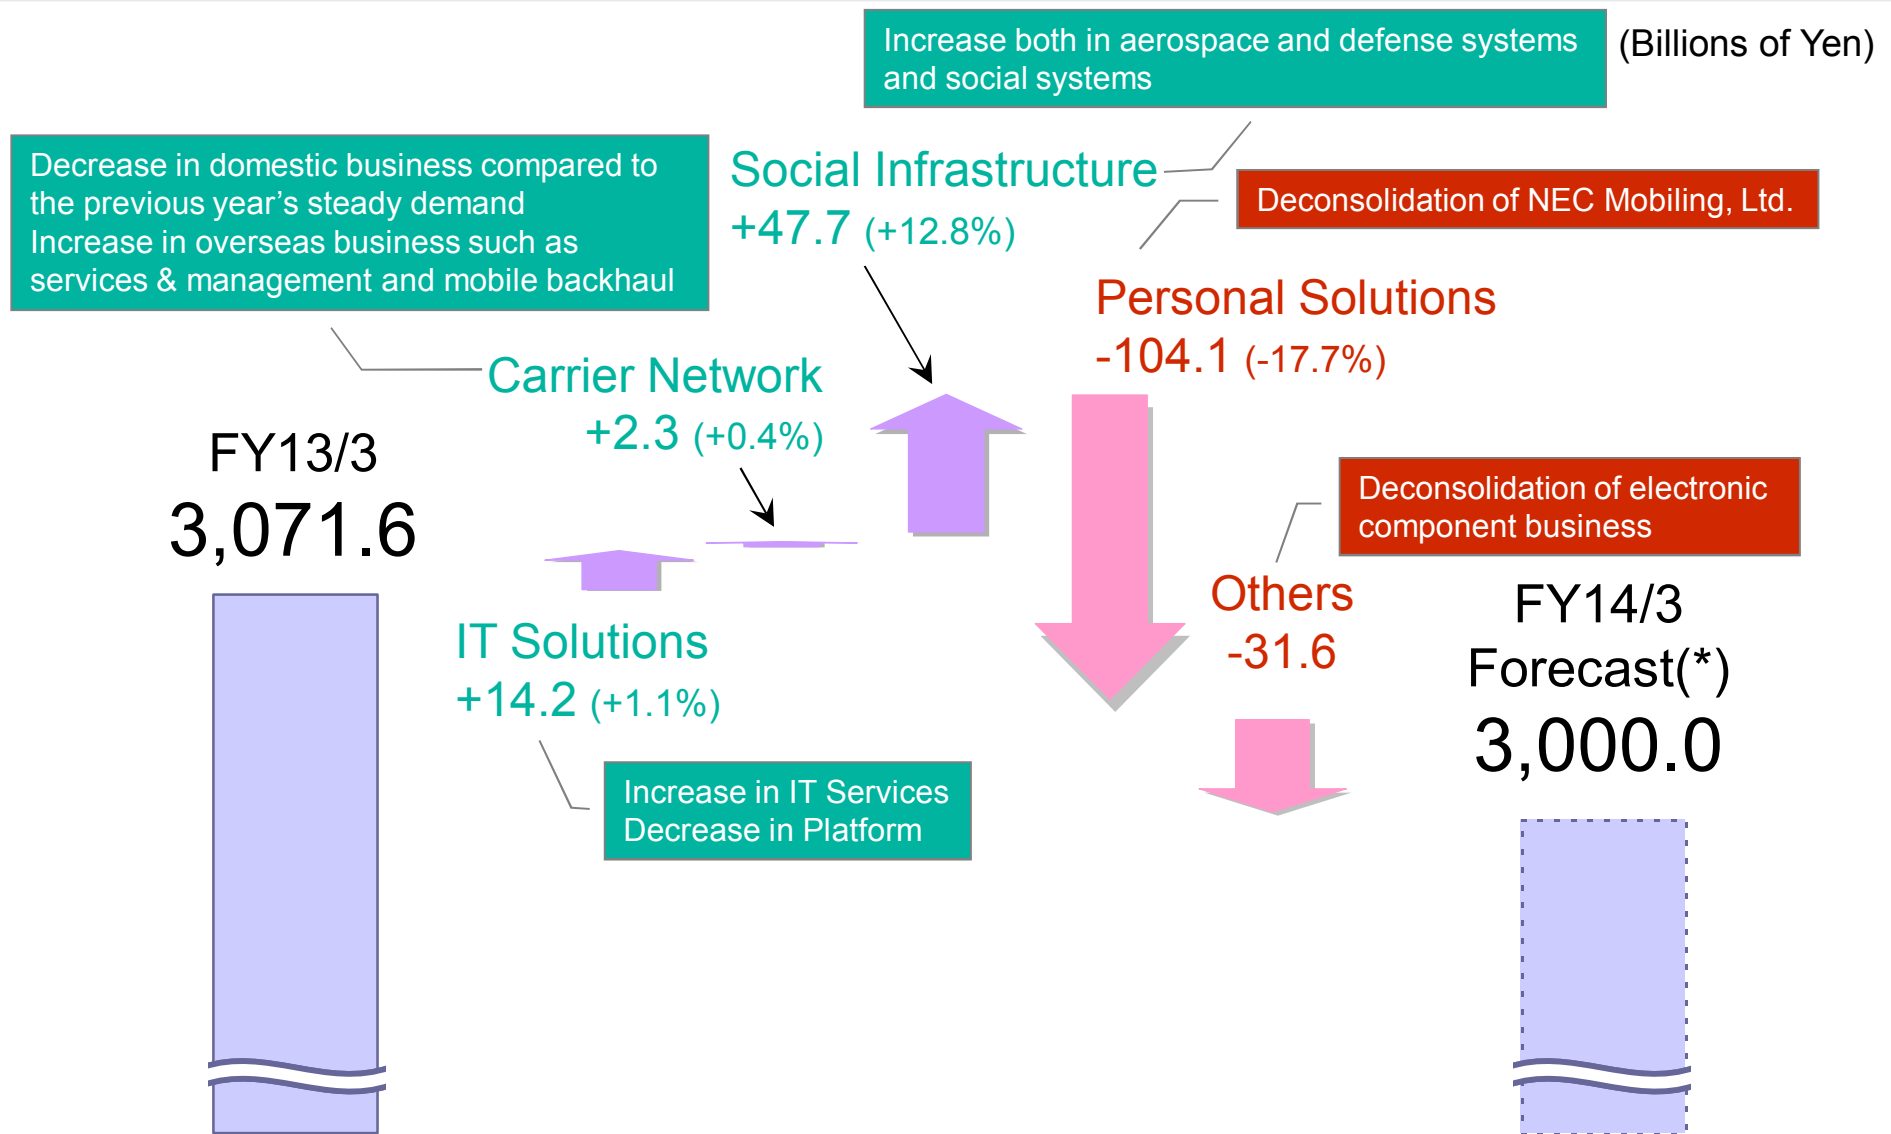 Increase both in aerospace and defense systems
and social systems
(Billions of Yen)
Decrease in domestic business compared to
the previous year’s steady demand
Increase in overseas business such as
services & management and mobile backhaul
Social Infrastructure
+47.7 (+12.8%)
Deconsolidation of NEC Mobiling, Ltd.
Personal Solutions
-104.1 (-17.7%)
Carrier Network
+2.3 (+0.4%)
FY13/3
3,071.6
Deconsolidation of electronic
component business
Others
-31.6
FY14/3
Forecast(*)
3,000.0
IT Solutions
+14.2 (+1.1%)
Increase in IT Services
Decrease in Platform